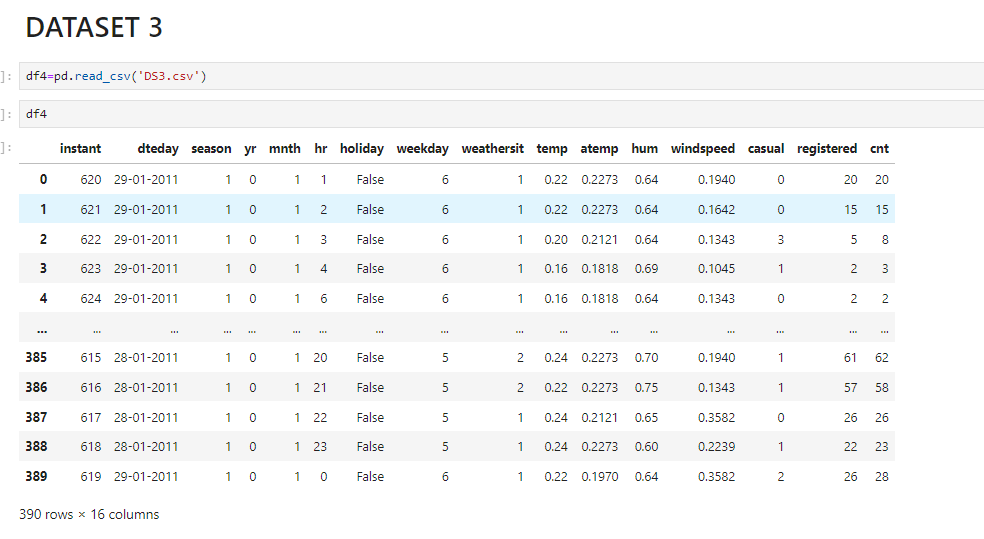 DATASET 3
]: df4=pd.read_csv('DS3.csv')
]: df4
]: instant dteday season yr mnth hr holiday weekday weathersit temp atemp hum windspeed casual registered cnt
0 620 29-01-2011 1 0 1 1 False 6 1 0.22 0.2273 0.64 0.1940 0 20 20
1 621 29-01-2011 1 0 1 2 False 6 1 0.22 0.2273 0.64 0.1642 0 15 15
2 622 29-01-2011 1 0 1 3 False 6 1 0.20 0.2121 0.64 0.1343 3 5 8
3 623 29-01-2011 1 0 1 4 False 6 1 0.16 0.1818 0.69 0.1045 1 2 3
4 624 29-01-2011 1 0 1 6 False 6 1 0.16 0.1818 0.64 0.1343 0 2 2
... ... ... ... ... ... ... ... ... ... ... ... ... ... ... ... ...
385 615 28-01-2011 1 0 1 20 False 5 2 0.24 0.2273 0.70 0.1940 1 61 62
386 616 28-01-2011 1 0 1 21 False 5 2 0.22 0.2273 0.75 0.1343 1 57 58
387 617 28-01-2011 1 0 1 22 False 5 1 0.24 0.2121 0.65 0.3582 0 26 26
388 618 28-01-2011 1 0 1 23 False 5 1 0.24 0.2273 0.60 0.2239 1 22 23
389 619 29-01-2011 1 0 1 0 False 6 1 0.22 0.1970 0.64 0.3582 2 26 28
390 rows × 16 columns